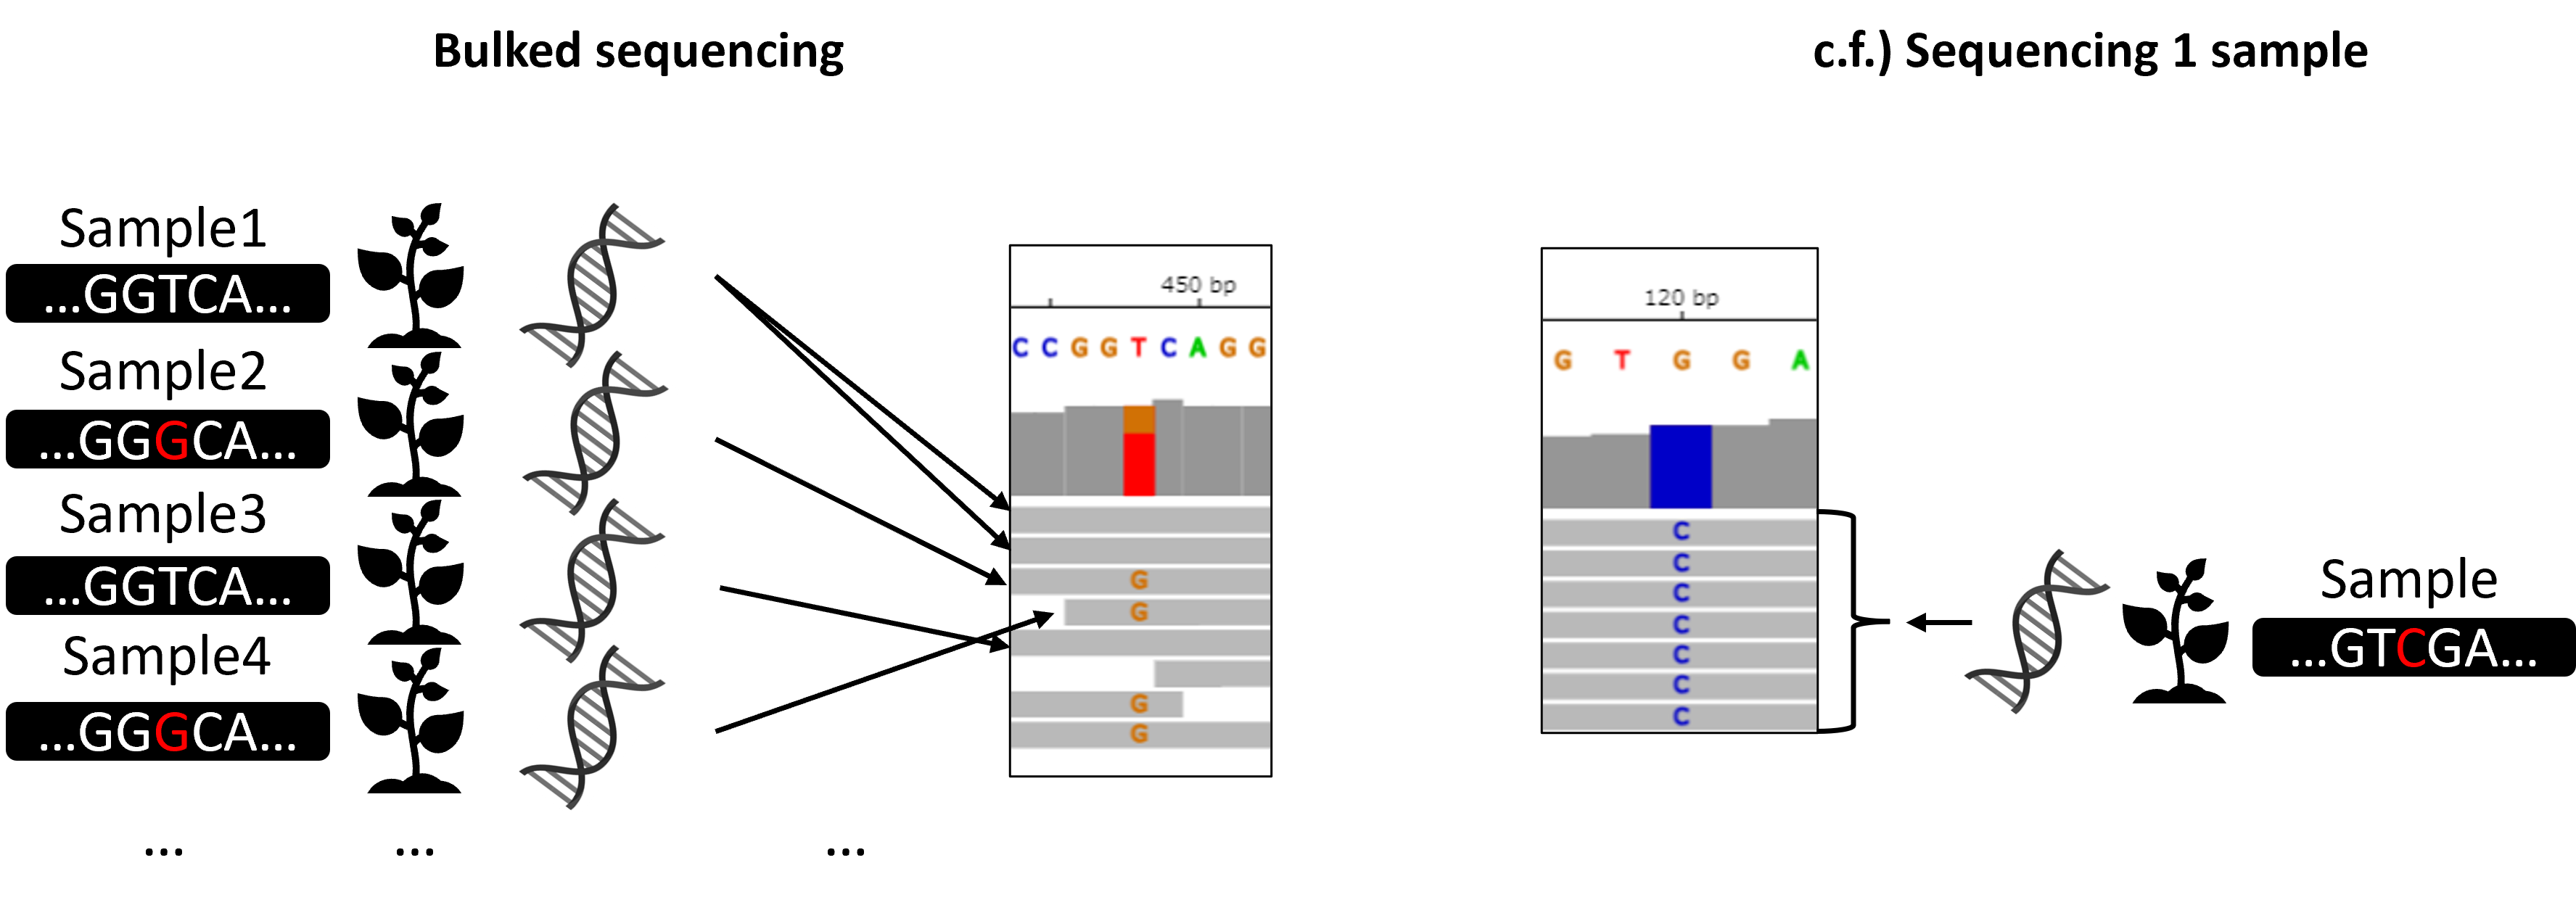 Bulked sequencing
c.f.) Sequencing 1 sample
Sample1
...GGTCA...
Sample2
...GGGCA...
Sample3
...GGTCA...
Sample4
...GGGCA...
...
...
...
450 bp
C C G G T C A G G
G
G
G
G
120 bp
G T G G A
C
C
C
C
C
C
C
Sample
...GTCGA...